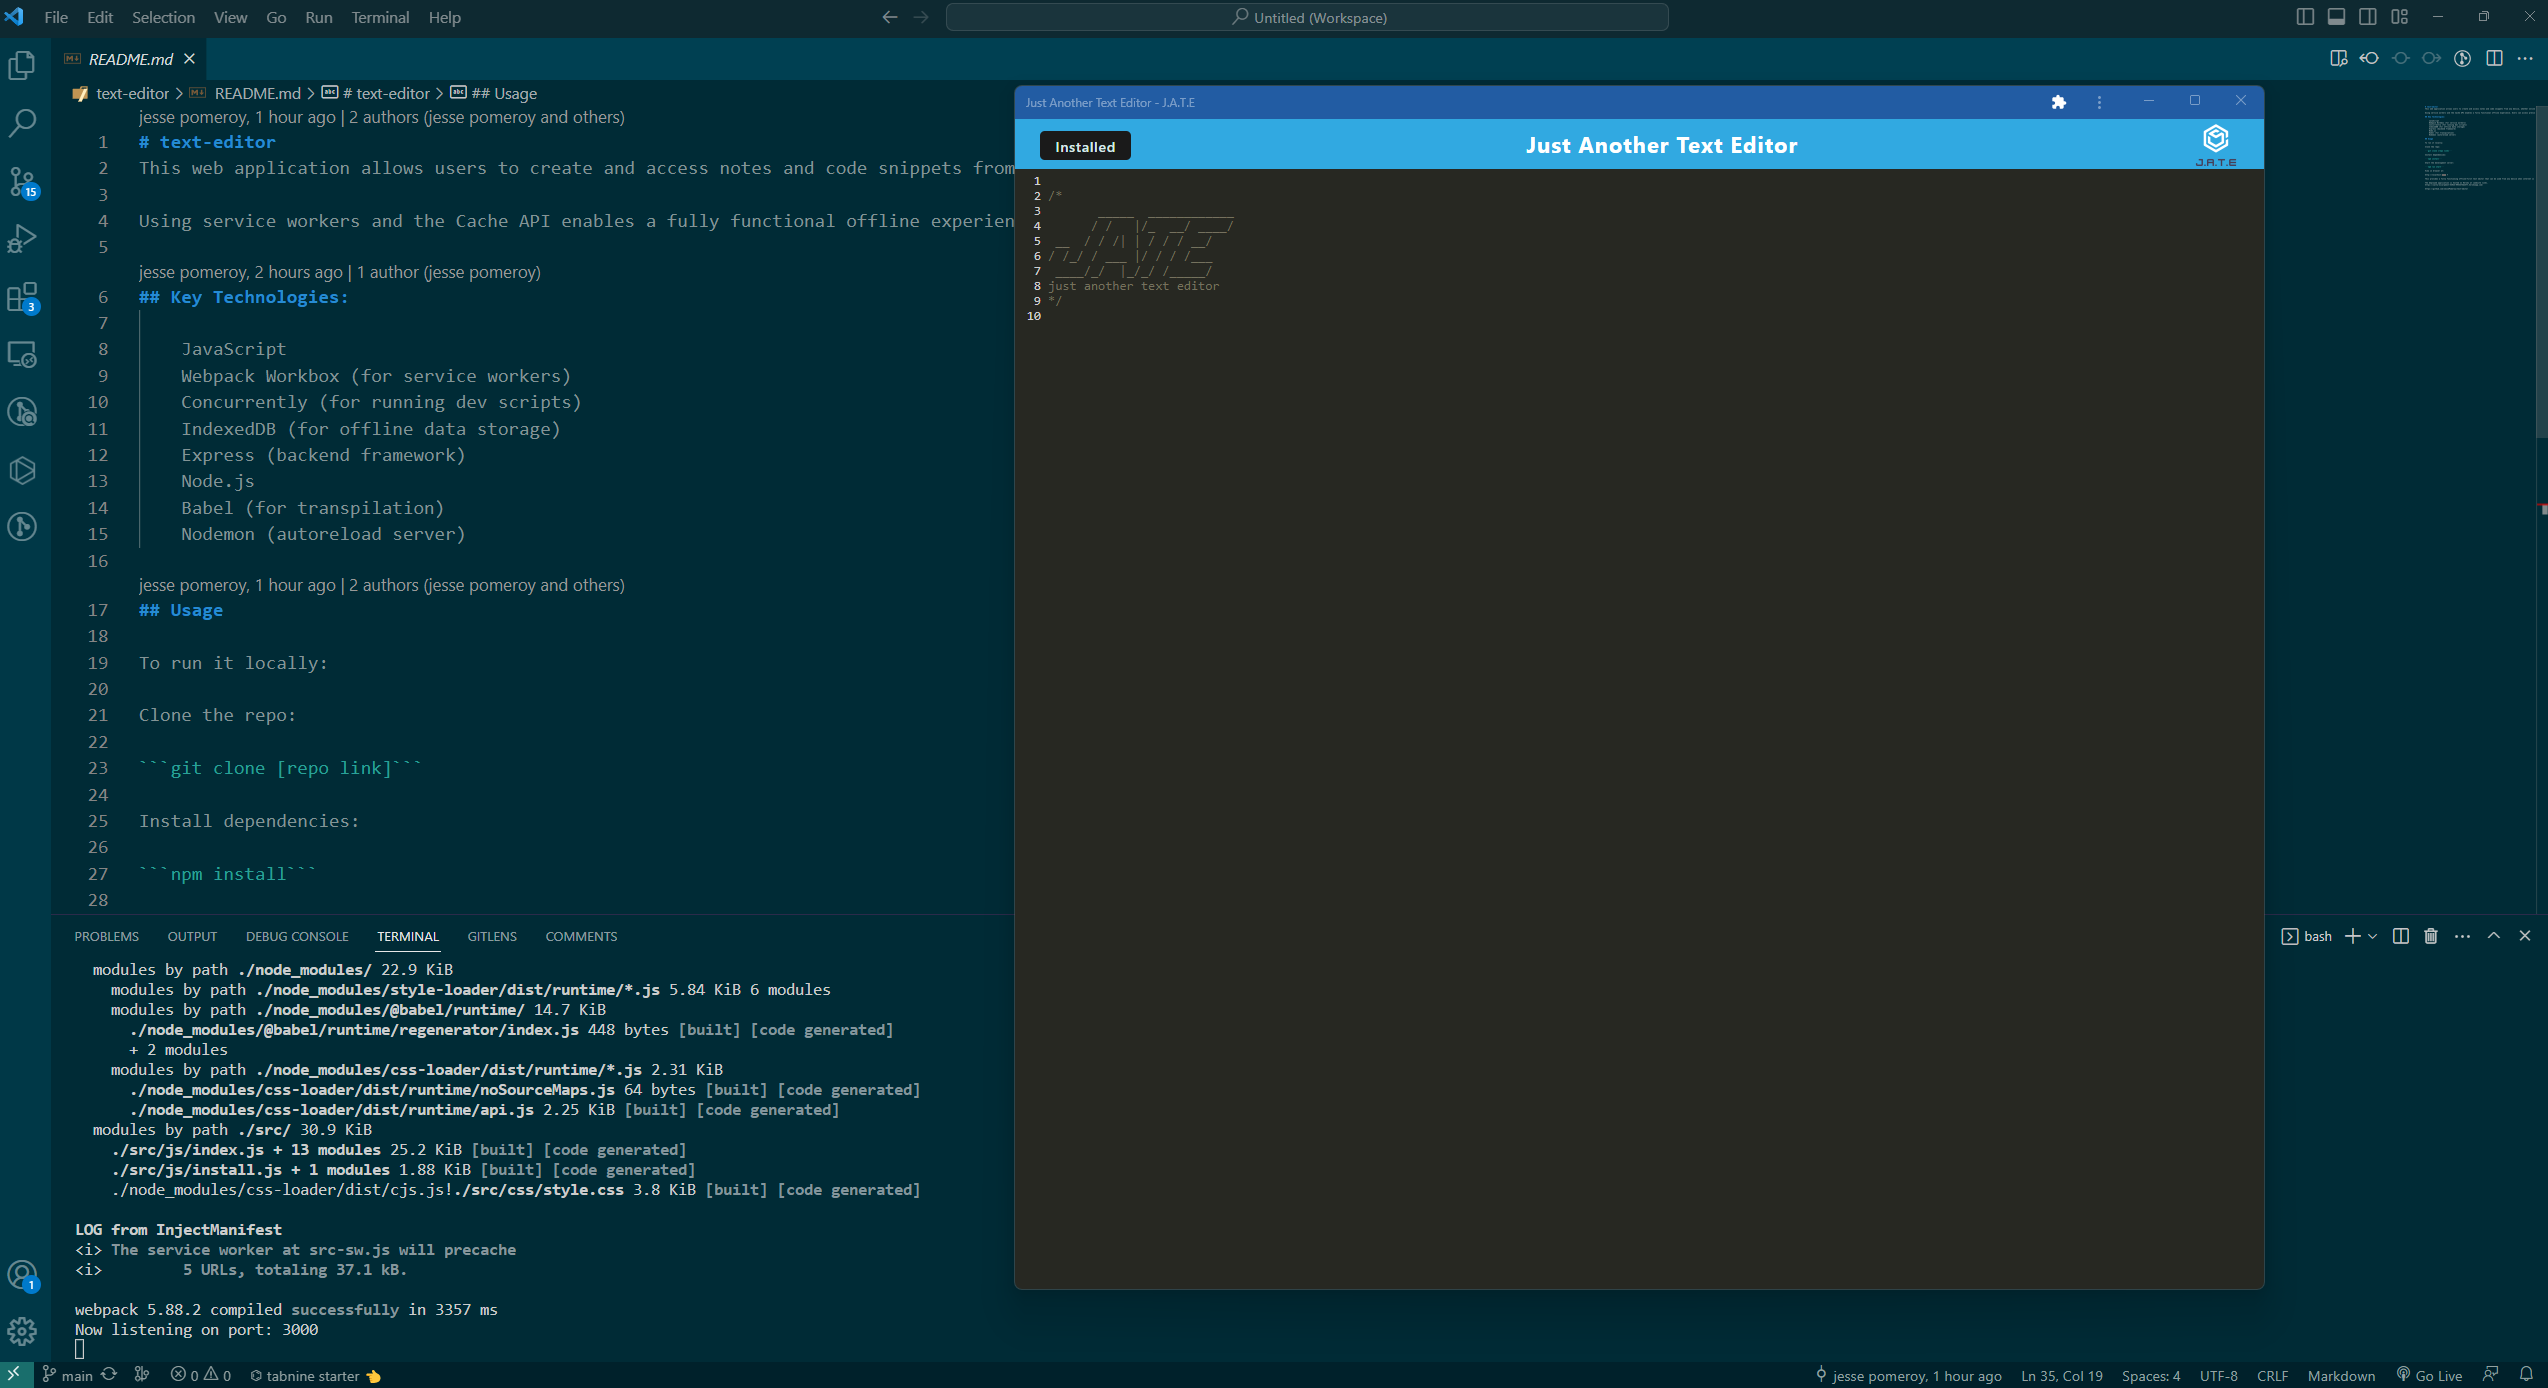 File Edit Selection View Go Run Terminal Help
Untitled (Workspace)
README.md
text-editor > README.md > # text-editor > ## Usage
jesse pomeroy, 1 hour ago | 2 authors (jesse pomeroy and others)
1 # text-editor
2 This web application allows users to create and access notes and code snippets from
3
4 Using service workers and the Cache API enables a fully functional offline experien
5
jesse pomeroy, 2 hours ago | 1 author (jesse pomeroy)
6 ## Key Technologies:
7
8 JavaScript
9 Webpack Workbox (for service workers)
10 Concurrently (for running dev scripts)
11 IndexedDB (for offline data storage)
12 Express (backend framework)
13 Node.js
14 Babel (for transpilation)
15 Nodemon (autoreload server)
16
jesse pomeroy, 1 hour ago | 2 authors (jesse pomeroy and others)
17 ## Usage
18
19 To run it locally:
20
21 Clone the repo:
22
23 ```git clone [repo link]```
24
25 Install dependencies:
26
27 ```npm install```
28
Just Another Text Editor - J.A.T.E
Installed
Just Another Text Editor
J.A.T.E
1
2 /*
3        _____  ____________
4       / /   |/_  __/ ____/
5  __  / / /| | / / / __/
6 / /_/ / ___ |/ / / /___
7  ____/_/  |_/_/ /_____/
8 just another text editor
9 */
10
PROBLEMS OUTPUT DEBUG CONSOLE TERMINAL GITLENS COMMENTS
bash
modules by path ./node_modules/ 22.9 KiB
modules by path ./node_modules/style-loader/dist/runtime/*.js 5.84 KiB 6 modules
modules by path ./node_modules/@babel/runtime/ 14.7 KiB
./node_modules/@babel/runtime/regenerator/index.js 448 bytes [built] [code generated]
+ 2 modules
modules by path ./node_modules/css-loader/dist/runtime/*.js 2.31 KiB
./node_modules/css-loader/dist/runtime/noSourceMaps.js 64 bytes [built] [code generated]
./node_modules/css-loader/dist/runtime/api.js 2.25 KiB [built] [code generated]
modules by path ./src/ 30.9 KiB
./src/js/index.js + 13 modules 25.2 KiB [built] [code generated]
./src/js/install.js + 1 modules 1.88 KiB [built] [code generated]
./node_modules/css-loader/dist/cjs.js!./src/css/style.css 3.8 KiB [built] [code generated]
LOG from InjectManifest
<i> The service worker at src-sw.js will precache
<i> 5 URLs, totaling 37.1 kB.
webpack 5.88.2 compiled successfully in 3357 ms
Now listening on port: 3000
15
3
1
main 0 0 tabnine starter 👈 jesse pomeroy, 1 hour ago Ln 35, Col 19 Spaces: 4 UTF-8 CRLF Markdown Go Live